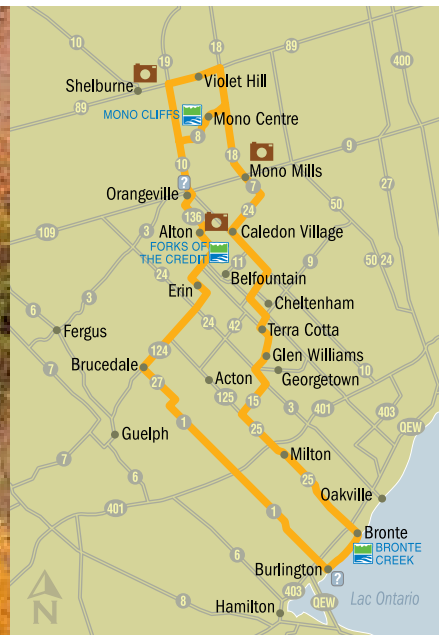 10
19
18
89
400
Shelburne
Violet Hill
89
MONO CLIFFS
Mono Centre
8
27
10
18
9
Mono Mills
7
?
Orangeville
24
9
136
109
3
Alton
Caledon Village
FORKS OF
THE CREDIT
11
9
50 24
24
Belfountain
Erin
Cheltenham
6
3
24
42
Terra Cotta
Fergus
124
Glen Williams
7
Brucedale
10
27
Acton
Georgetown
125
15
3
401
403
QEW
1
25
Guelph
7
Milton
6
25
Oakville
401
1
Bronte
BRONTE
CREEK
6
Burlington
?
403
8
QEW
Lac Ontario
Hamilton
N